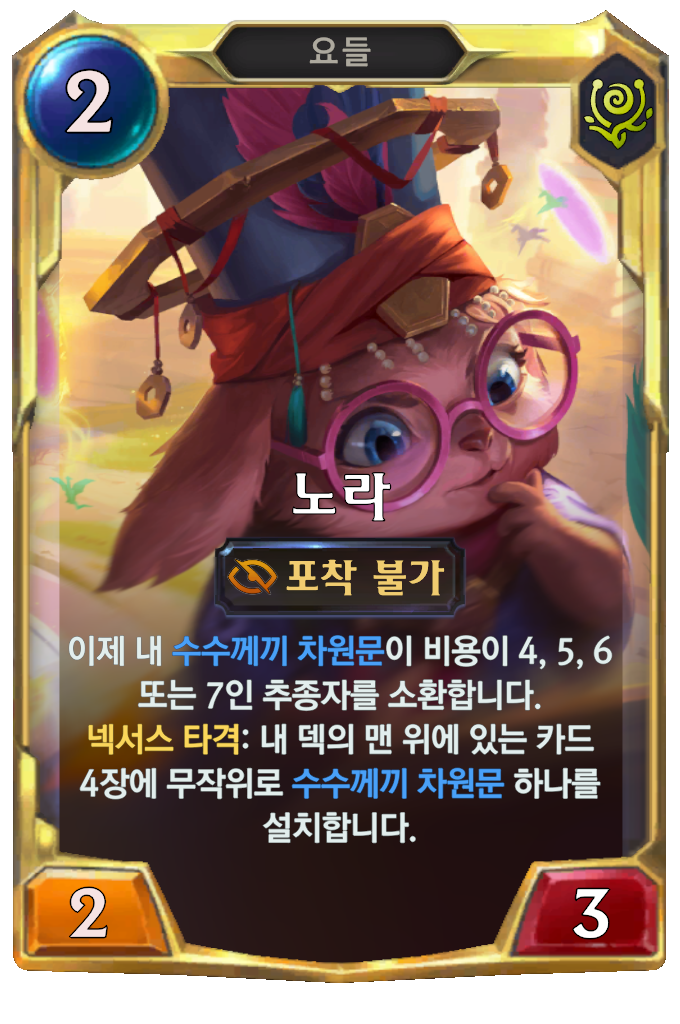 요들
2
노라
포착 불가
이제 내 수수께끼 차원문이 비용이 4, 5, 6
또는 7인 추종자를 소환합니다.
넥서스 타격: 내 덱의 맨 위에 있는 카드
4장에 무작위로 수수께끼 차원문 하나를
설치합니다.
2
3